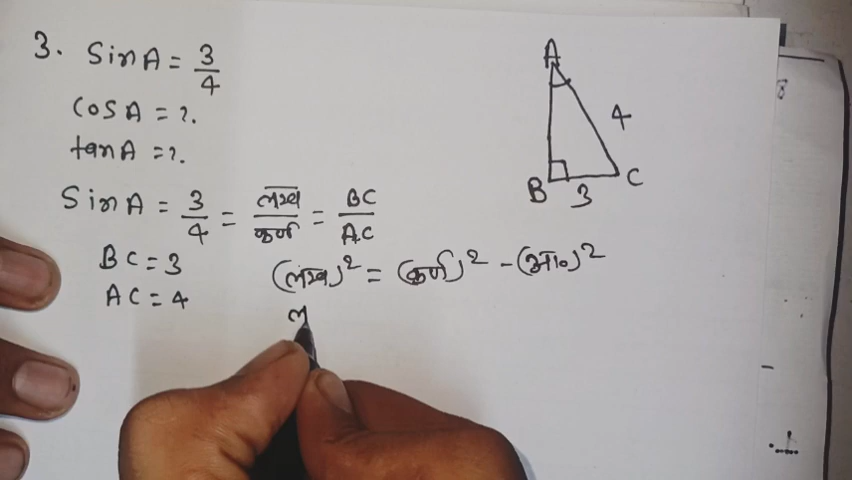 3. SinA = 3/4
cosA = ?.
tanA = ?.
SinA = 3/4 = लम्ब/कर्ण = BC/AC
BC = 3
AC = 4
(लंम्ब)² = (कर्ण)² - (आ०)²
ल
A
4
B
3
C